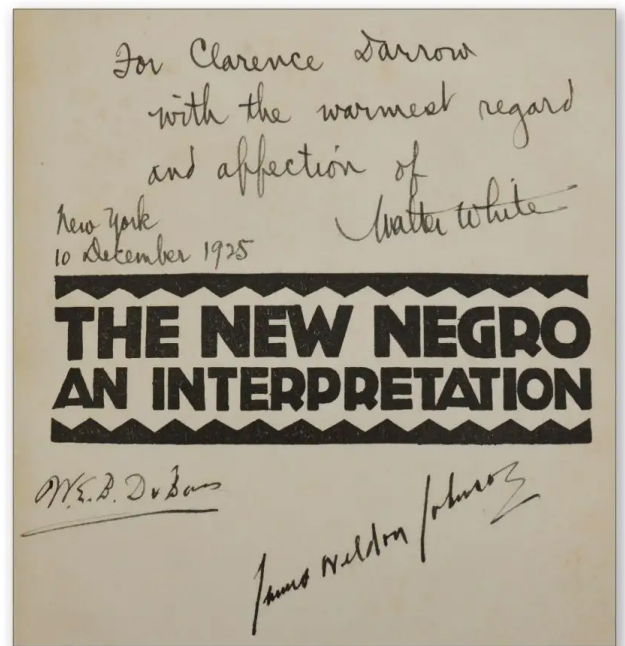 For Clarence Darrow
with the warmest regard
and affection of
Walter White
New York
10 December 1925
THE NEW NEGRO
AN INTERPRETATION
W.E.B. Du Bois
James Weldon Johnson